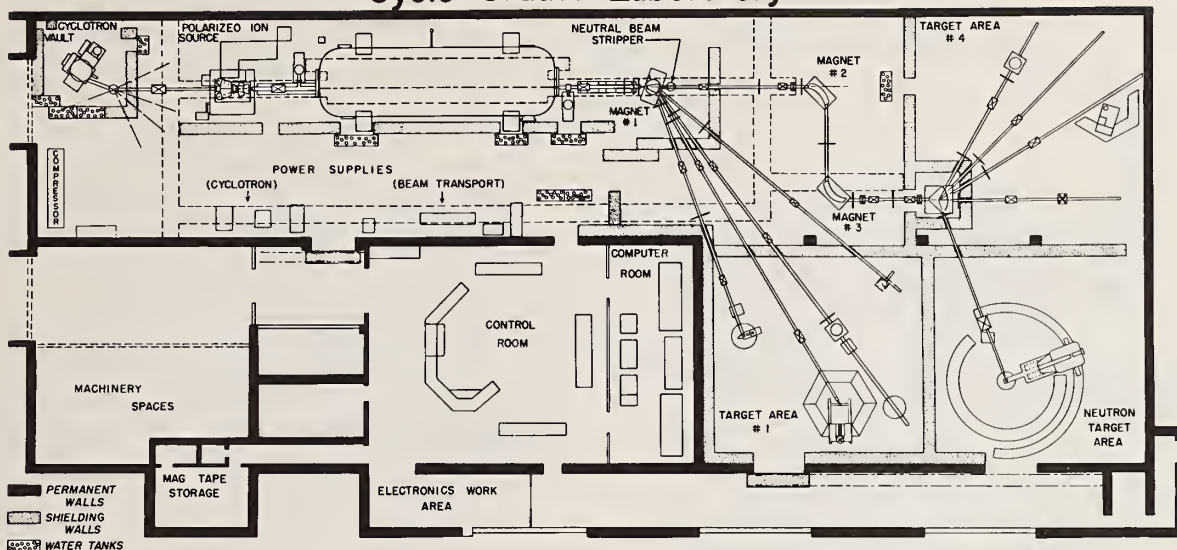 CYCLOTRON
VAULT
POLARIZED ION
SOURCE
NEUTRAL BEAM
STRIPPER
MAGNET
#2
TARGET AREA
#4
MAGNET
#1
COMPRESSOR
POWER SUPPLIES
(CYCLOTRON)
(BEAM TRANSPORT)
MAGNET
#3
COMPUTER
ROOM
CONTROL
ROOM
MACHINERY
SPACES
TARGET AREA
#1
NEUTRON
TARGET
AREA
MAG TAPE
STORAGE
ELECTRONICS WORK
AREA
PERMANENT
WALLS
SHIELDING
WALLS
WATER TANKS